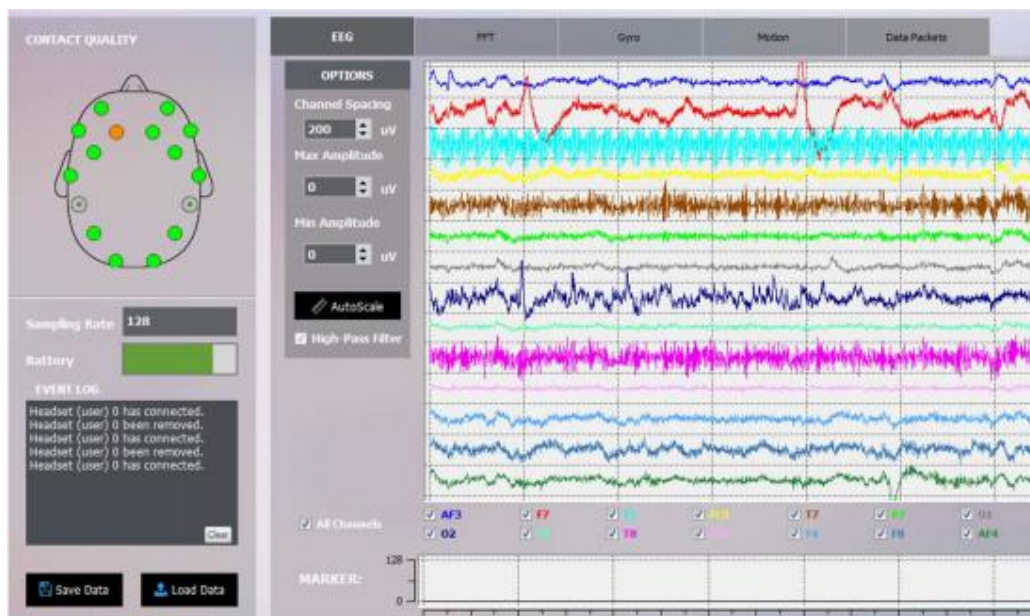 CONTACT QUALITY
EEG
FFT
Gyro
Motion
Data Packets
OPTIONS
Channel Spacing
200 uV
Max Amplitude
0 uV
Min Amplitude
0 uV
AutoScale
High-Pass Filter
Sampling Rate 128
Battery
EVENT LOG
Headset (user) 0 has connected.
Headset (user) 0 been removed.
Headset (user) 0 has connected.
Headset (user) 0 been removed.
Headset (user) 0 has connected.
Clear
Save Data
Load Data
All Channels
AF3 F7 T7 O1
O2 T8 F4 F8 AF4
MARKER:
128
0